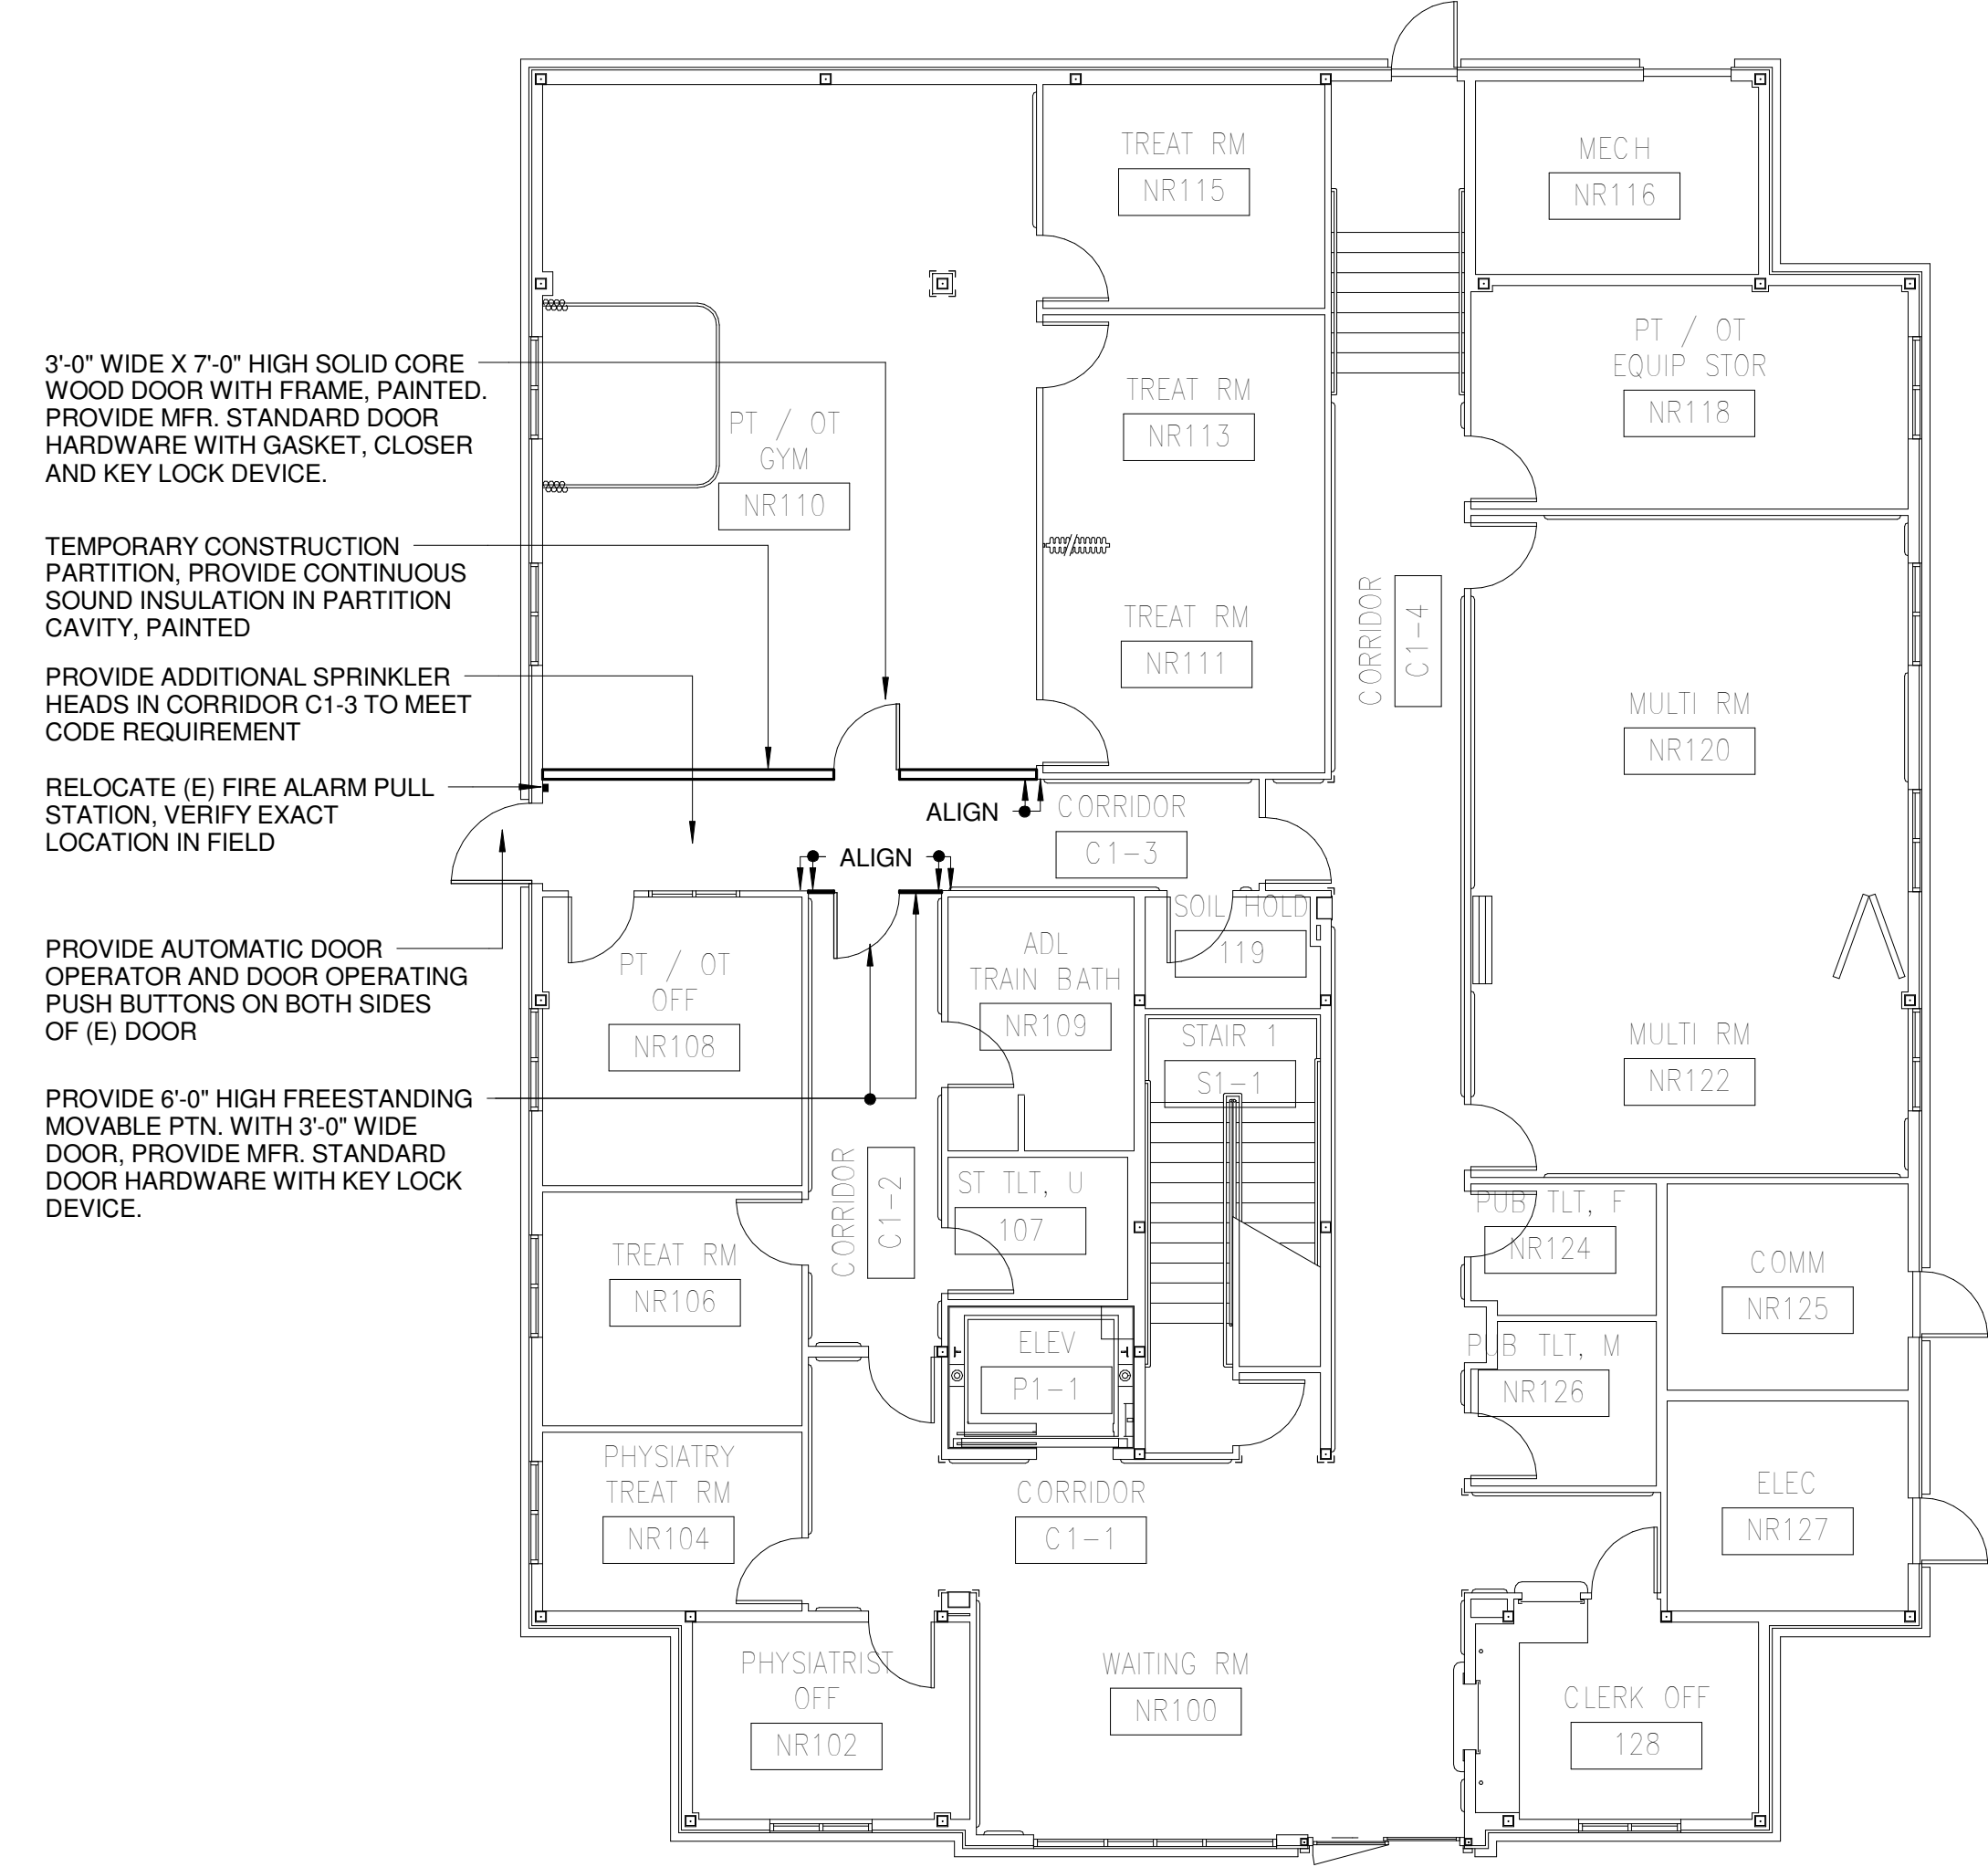 3'-0" WIDE X 7'-0" HIGH SOLID CORE
WOOD DOOR WITH FRAME, PAINTED.
PROVIDE MFR. STANDARD DOOR
HARDWARE WITH GASKET, CLOSER
AND KEY LOCK DEVICE.
TEMPORARY CONSTRUCTION
PARTITION, PROVIDE CONTINUOUS
SOUND INSULATION IN PARTITION
CAVITY, PAINTED
PROVIDE ADDITIONAL SPRINKLER
HEADS IN CORRIDOR C1-3 TO MEET
CODE REQUIREMENT
RELOCATE (E) FIRE ALARM PULL
STATION, VERIFY EXACT
LOCATION IN FIELD
PROVIDE AUTOMATIC DOOR
OPERATOR AND DOOR OPERATING
PUSH BUTTONS ON BOTH SIDES
OF (E) DOOR
PROVIDE 6'-0" HIGH FREESTANDING
MOVABLE PTN. WITH 3'-0" WIDE
DOOR, PROVIDE MFR. STANDARD
DOOR HARDWARE WITH KEY LOCK
DEVICE.
TREAT RM
NR115
MECH
NR116
PT / OT
EQUIP STOR
NR118
PT / OT
GYM
NR110
TREAT RM
NR113
TREAT RM
NR111
CORRIDOR
C1-4
MULTI RM
NR120
ALIGN
CORRIDOR
C1-3
ALIGN
SOIL HOLD
119
PT / OT
OFF
NR108
ADL
TRAIN BATH
NR109
STAIR 1
S1-1
MULTI RM
NR122
CORRIDOR
C1-2
ST TLT, U
107
PUB TLT, F
NR124
COMM
NR125
TREAT RM
NR106
ELEV
P1-1
PUB TLT, M
NR126
PHYSIATRY
TREAT RM
NR104
CORRIDOR
C1-1
ELEC
NR127
PHYSIATRIST
OFF
NR102
WAITING RM
NR100
CLERK OFF
128